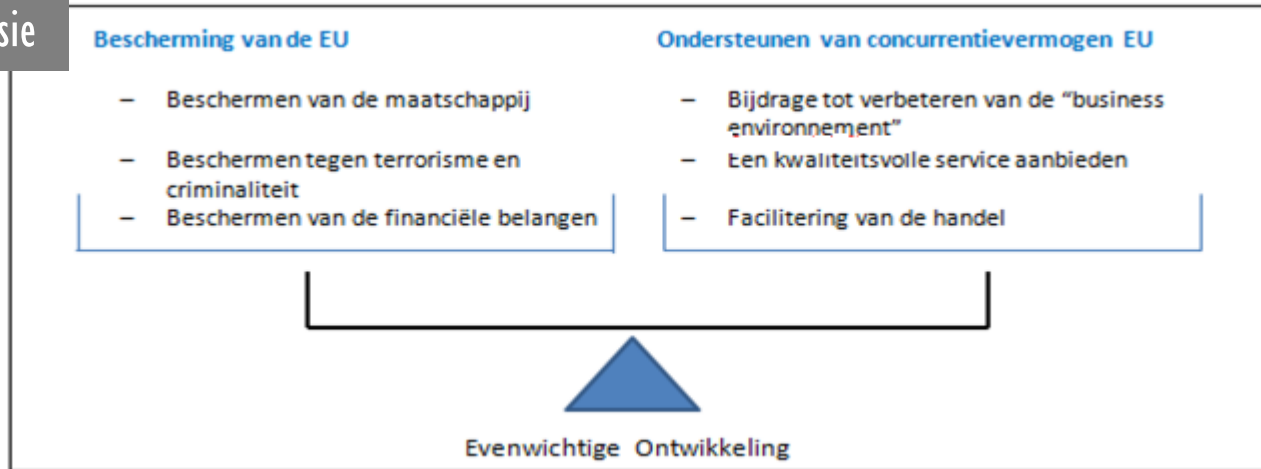 sie
Bescherming van de EU
– Beschermen van de maatschappij
– Beschermen tegen terrorisme en
criminaliteit
– Beschermen van de financiële belangen
Ondersteunen van concurrentievermogen EU
– Bijdrage tot verbeteren van de “business
environnement”
– Een kwaliteitsvolle service aanbieden
– Facilitering van de handel
Evenwichtige Ontwikkeling